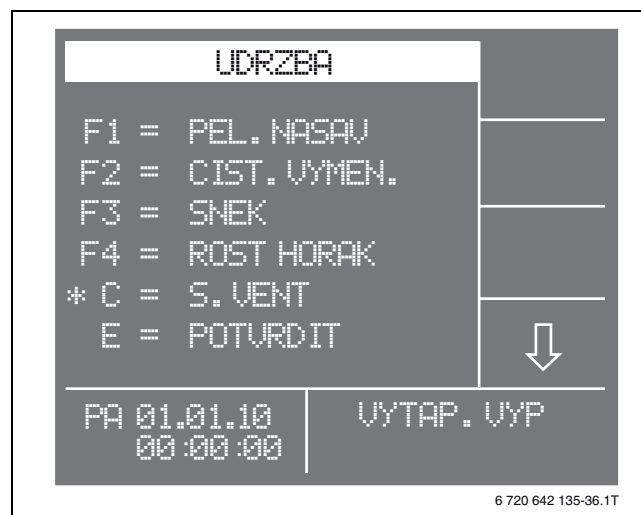 UDRZBA
F1 = PEL. NASAV
F2 = CIST. VYMEN.
F3 = SNEK
F4 = ROST HORAK
* C = S. VENT
E = POTVRDIT
PA 01.01.10
00:00:00
VYTAP. VYP
6 720 642 135-36.1T